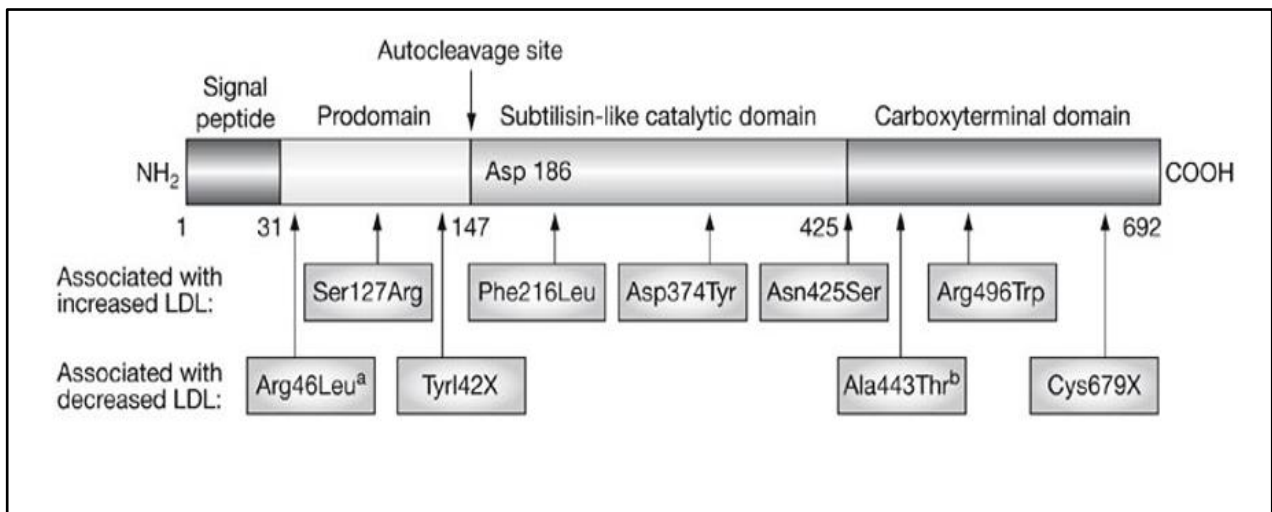 Autocleavage site
Signal
peptide
Prodomain
Subtilisin-like catalytic domain
Carboxyterminal domain
NH₂
Asp 186
COOH
1
31
147
425
692
Associated with
increased LDL:
Ser127Arg
Phe216Leu
Asp374Tyr
Asn425Ser
Arg496Trp
Associated with
decreased LDL:
Arg46Leuᵃ
Tyrl42X
Ala443Thrᵇ
Cys679X